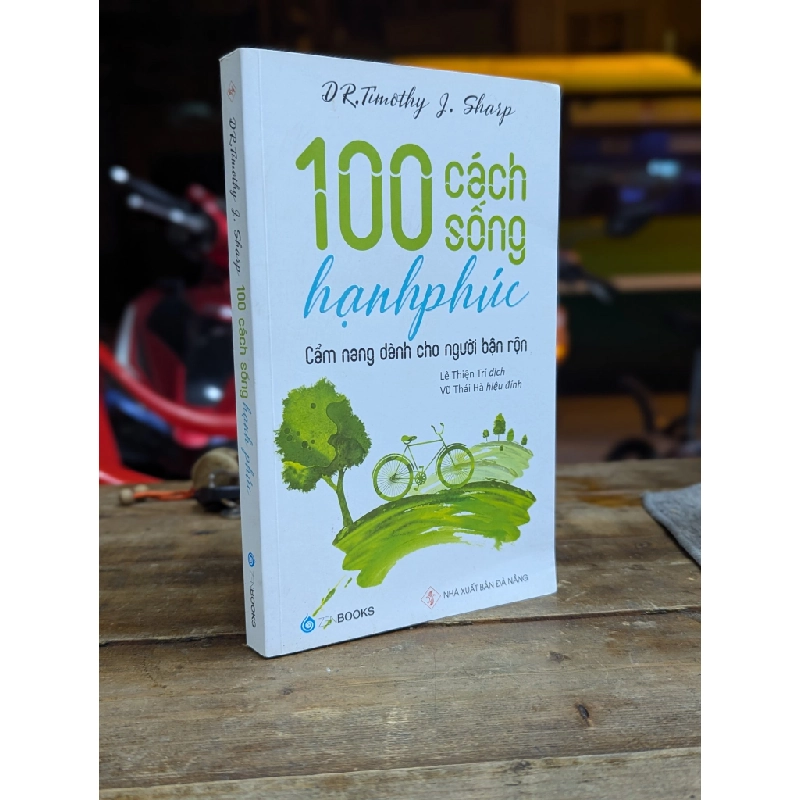 DR. Timothy J. Sharp
100 cách
sống
hạnh phúc
Cẩm nang dành cho người bận rộn
Lê Thiện Trí dịch
Vũ Thái Hà hiệu đính
BOOKS
NHÀ XUẤT BẢN ĐÀ NẴNG
DR. Timothy J. Sharp 100 cách sống hạnh phúc
BOOKS